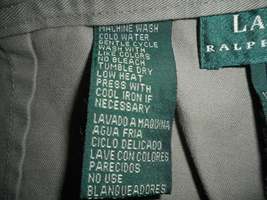 MACHINE WASH
COLD WATER
GENTLE CYCLE
WASH WITH
LIKE COLORS
NO BLEACH
TUMBLE DRY
LOW HEAT
PRESS WITH
COOL IRON IF
NECESSARY
LAVADO A MAQUINA
AGUA FRIA
CICLO DELICADO
LAVE CON COLORES
PARECIDOS
NO USE
BLANQUEADORES
LA
RALPH